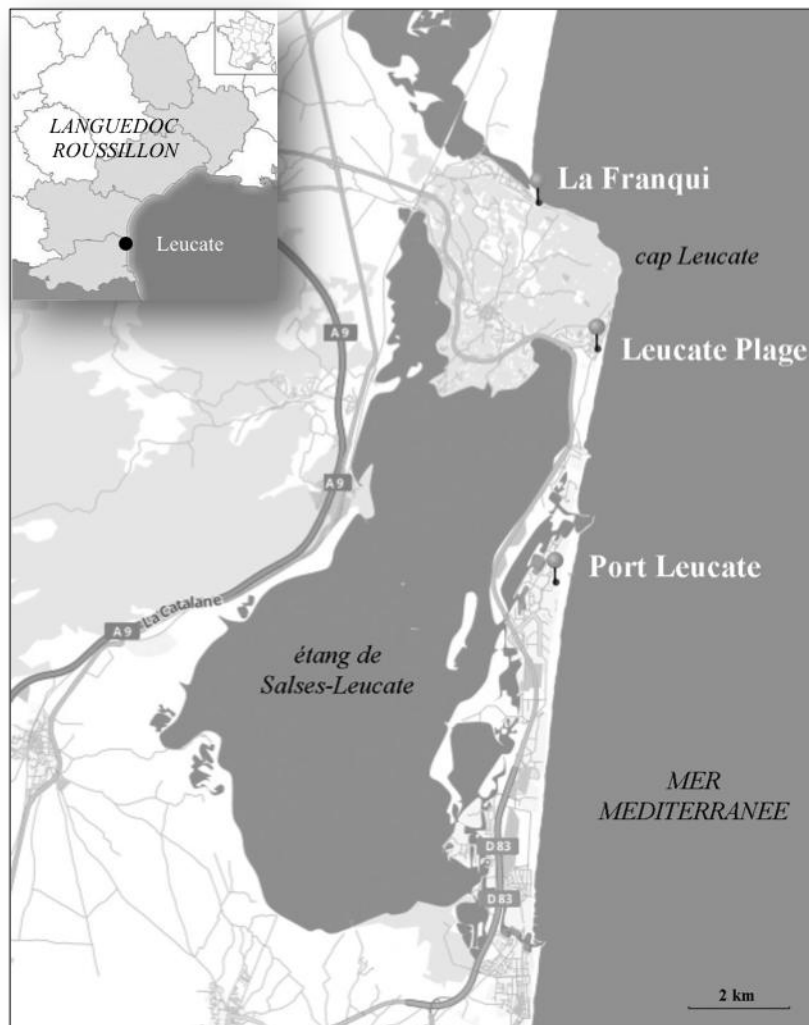 LANGUEDOC
ROUSSILLON
Leucate
La Franqui
cap Leucate
A 9
Leucate Plage
A 9
Port Leucate
La Catalane
A 9
étang de
Salses-Leucate
MER
MEDITERRANEE
D 83
D 83
2 km